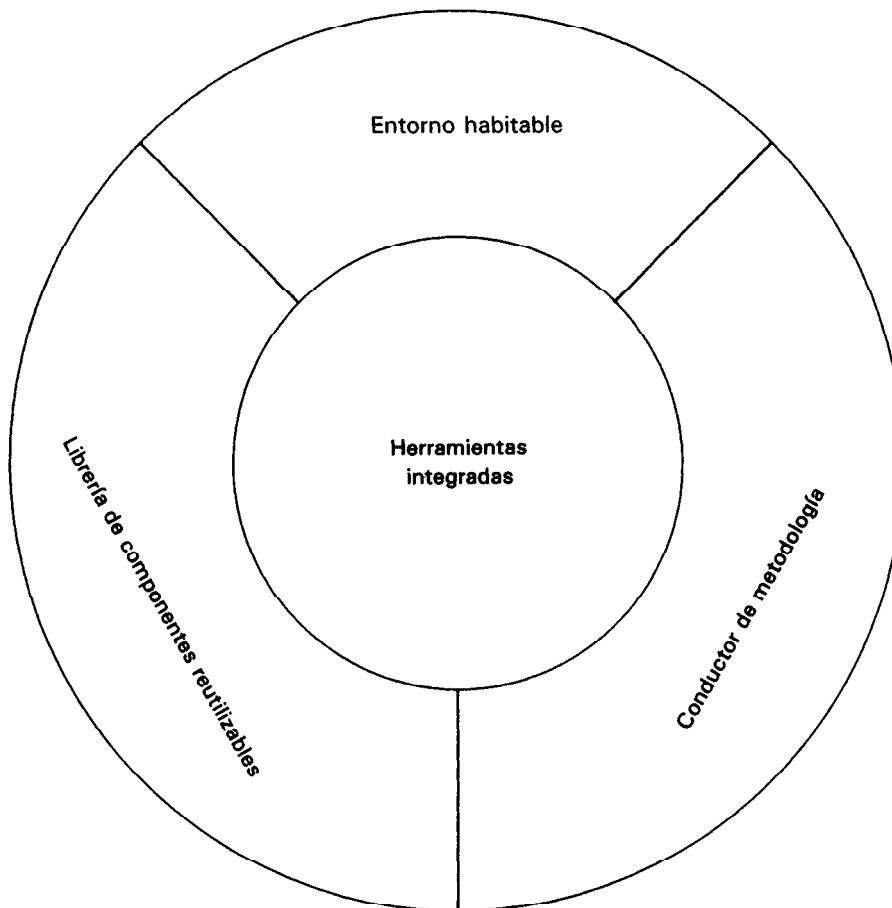 Entorno habitable
Herramientas
integradas
Librería de componentes reutilizables
Conductor de metodología